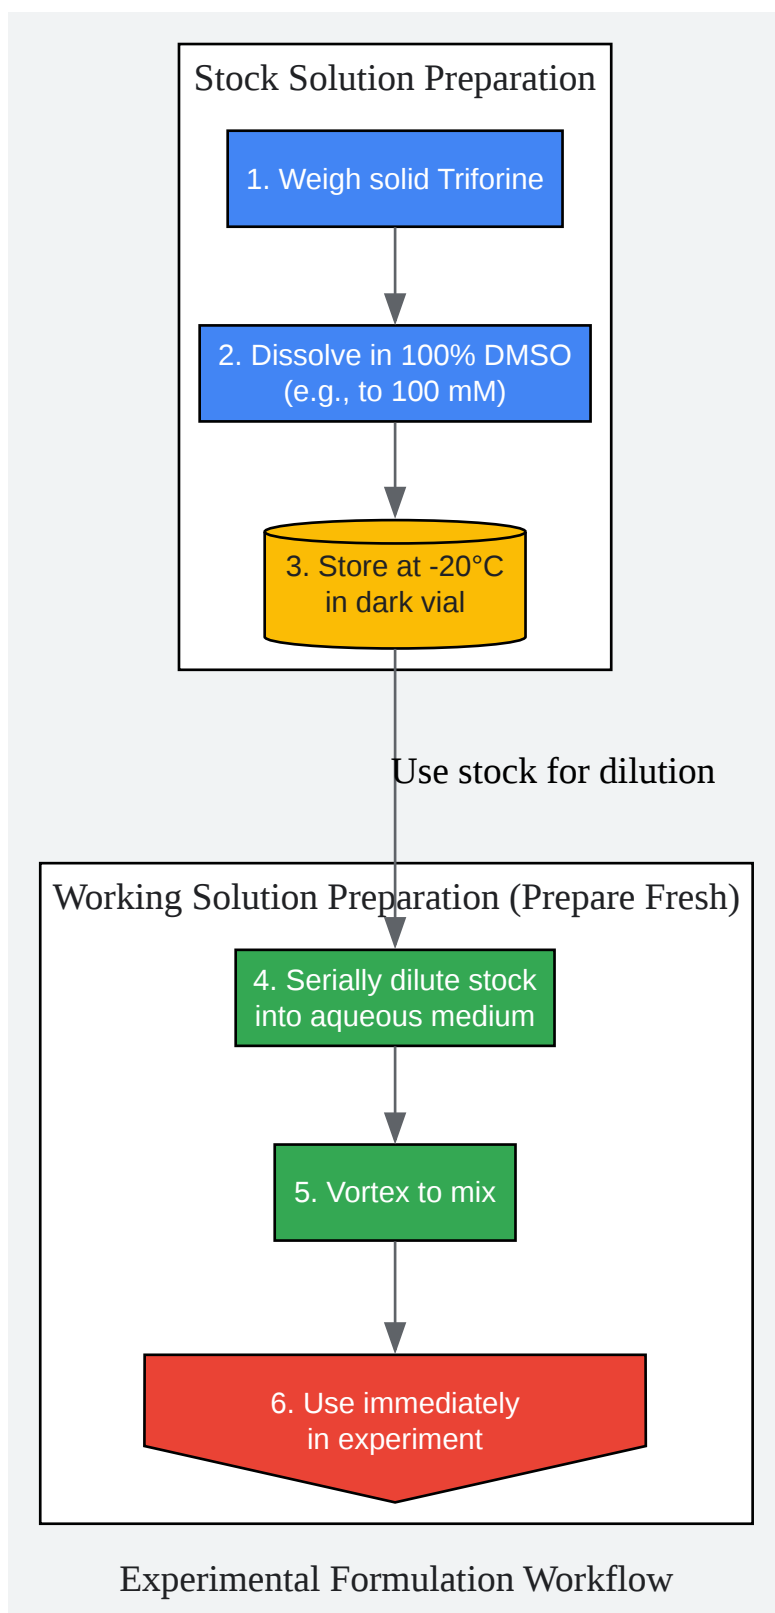 Stock Solution Preparation
1. Weigh solid Triforine
2. Dissolve in 100% DMSO
(e.g., to 100 mM)
3. Store at -20°C
in dark vial
Use stock for dilution
Working Solution Preparation (Prepare Fresh)
4. Serially dilute stock
into aqueous medium
5. Vortex to mix
6. Use immediately
in experiment
Experimental Formulation Workflow